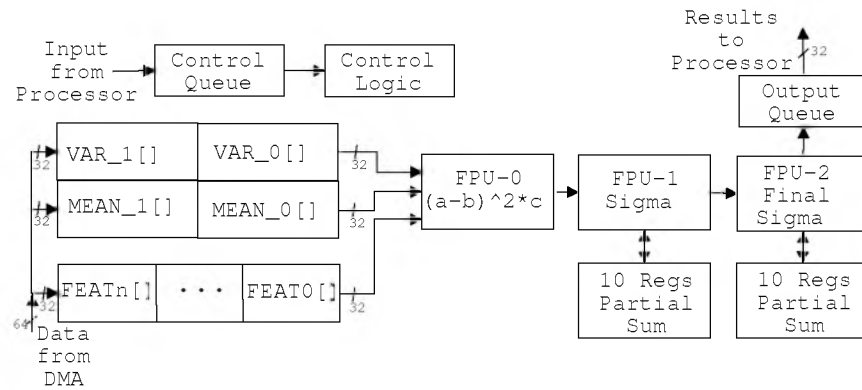 Results
to
Processor
32
Input
from
Processor
Control
Queue
Control
Logic
Output
Queue
32
VAR_1[]
VAR_0[]
32
FPU-0
(a-b)^2*c
FPU-1
Sigma
FPU-2
Final
Sigma
32
MEAN_1[]
MEAN_0[]
32
32
FEATn[]
...
FEAT0[]
32
10 Regs
Partial
Sum
10 Regs
Partial
Sum
64
Data
from
DMA